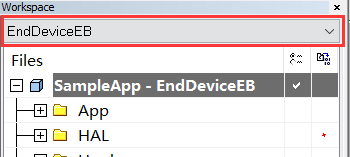 Workspace
EndDeviceEB
Files
SampleApp - EndDeviceEB
App
HAL